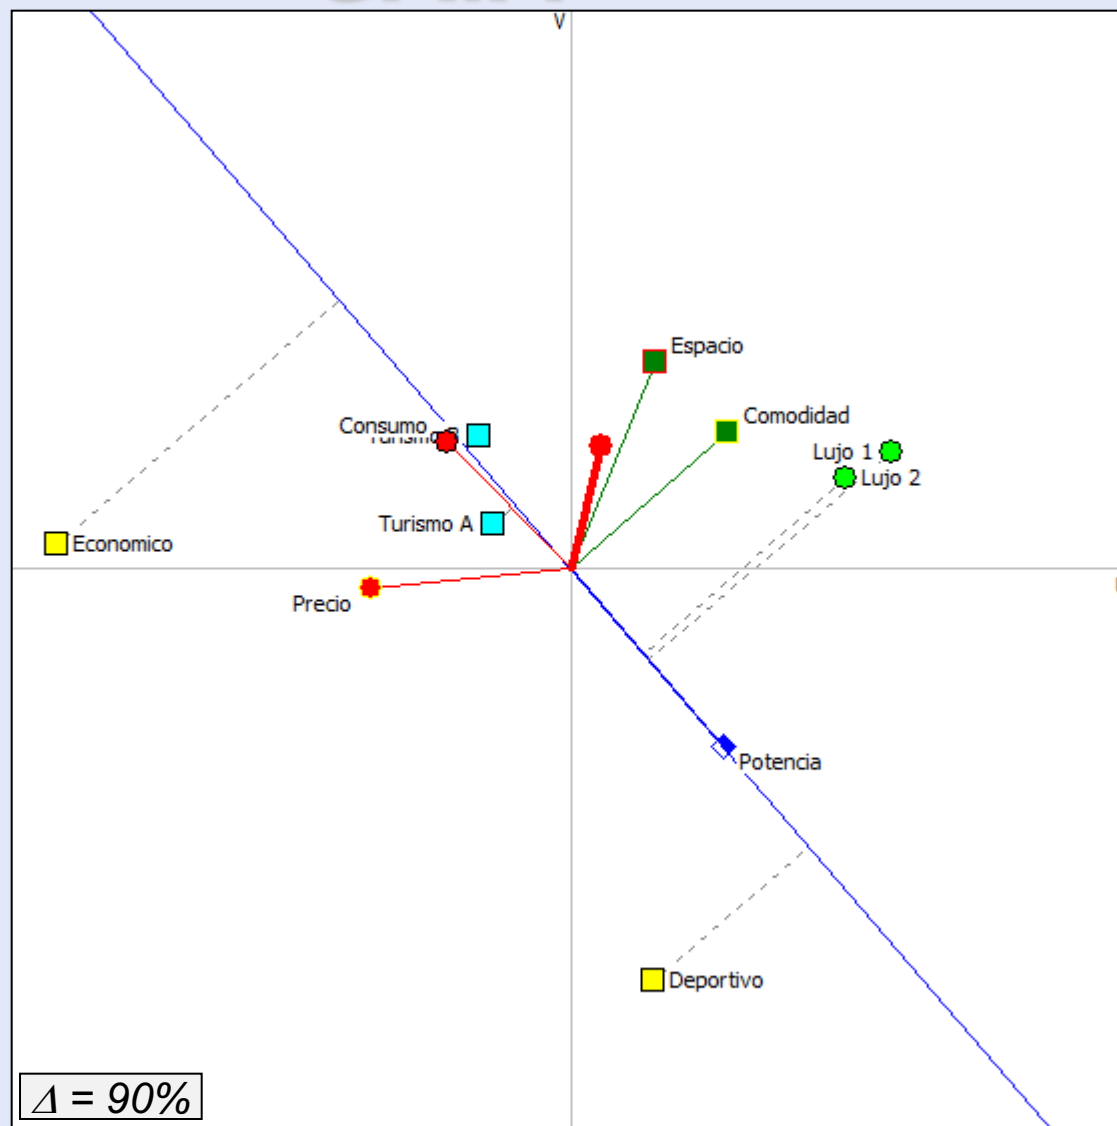 V
Espacio
Comodidad
Consumo
Lujo 1
Lujo 2
Turismo A
Economico
Precio
Potencia
Deportivo
Δ = 90%